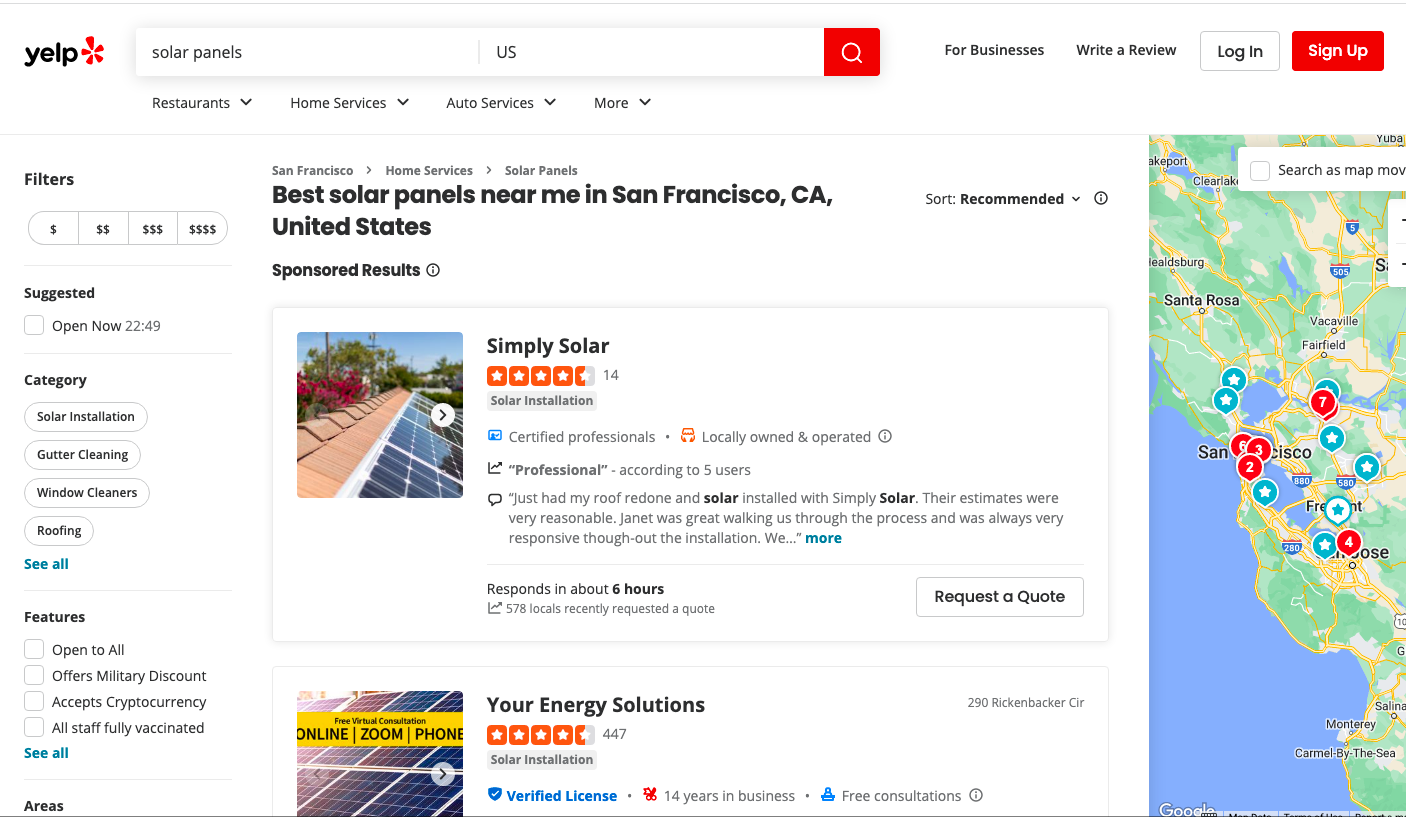 yelp
solar panels
US
For Businesses
Write a Review
Log In
Sign Up
Restaurants
Home Services
Auto Services
More
Filters
$
$$
$$$
$$$$
Suggested
Open Now 22:49
Category
Solar Installation
Gutter Cleaning
Window Cleaners
Roofing
See all
Features
Open to All
Offers Military Discount
Accepts Cryptocurrency
All staff fully vaccinated
See all
Areas
San Francisco > Home Services > Solar Panels
Best solar panels near me in San Francisco, CA,
United States
Sort: Recommended
Sponsored Results
Simply Solar
14
Solar Installation
Certified professionals • Locally owned & operated
“Professional” - according to 5 users
“Just had my roof redone and solar installed with Simply Solar. Their estimates were
very reasonable. Janet was great walking us through the process and was always very
responsive though-out the installation. We...” more
Responds in about 6 hours
578 locals recently requested a quote
Request a Quote
Free Virtual Consultation
ONLINE | ZOOM | PHONE
Your Energy Solutions
290 Rickenbacker Cir
447
Solar Installation
Verified License • 14 years in business • Free consultations
Yuba
akeport
Search as map mov
Clearlak
5
ealdsburg
505
Santa Rosa
Vacaville
Fairfield
7
6
3
San
cisco
2
880
580
Fre
nt
280
4
ose
Salina
Monterey
Carmel-By-The-Sea
Google
Map Data
Terms of Use